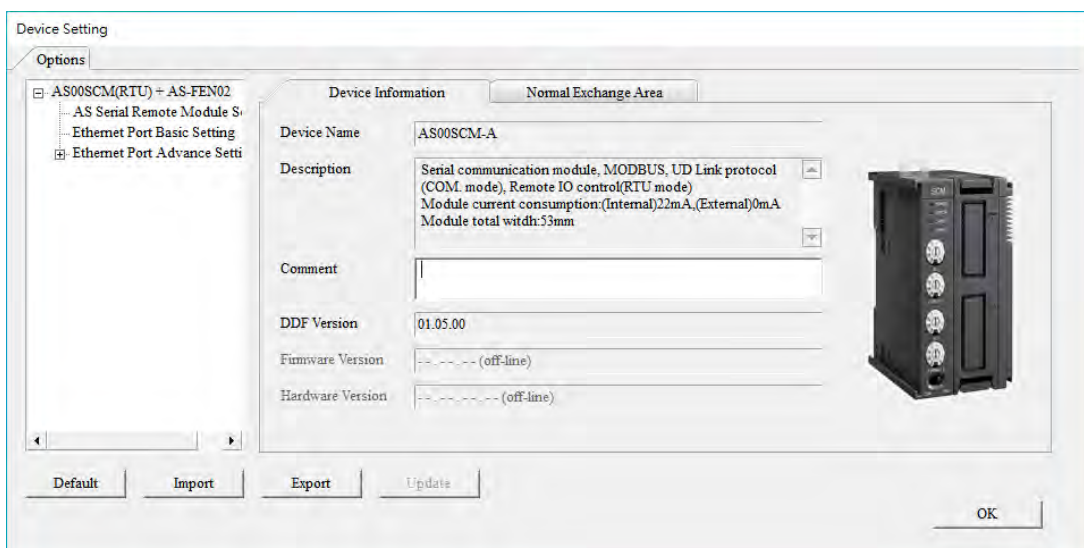 Device Setting
Options
AS00SCM(RTU) + AS-FEN02
AS Serial Remote Module S
Ethernet Port Basic Setting
Ethernet Port Advance Setti
Device Information
Normal Exchange Area
Device Name
AS00SCM-A
Description
Serial communication module, MODBUS, UD Link protocol
(COM. mode), Remote IO control(RTU mode)
Module current consumption:(Internal)22mA,(External)0mA
Module total witdh:53mm
Comment
DDF Version
01.05.00
Firmware Version
-- -- -- -- (off-line)
Hardware Version
-- -- -- -- -- (off-line)
SCM
Default
Import
Export
Update
OK